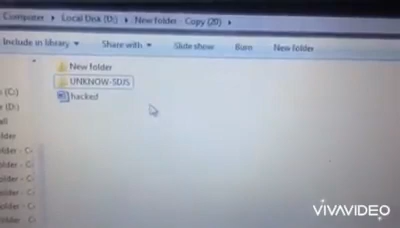 Computer ▸ Local Disk (D:) ▸ New folder - Copy (20) ▸
Include in library ▾ Share with ▾ Slide show Burn New folder
New folder
UNKNOW-SDJS
hacked
(C:)
(D:)
VIVAVIDEO